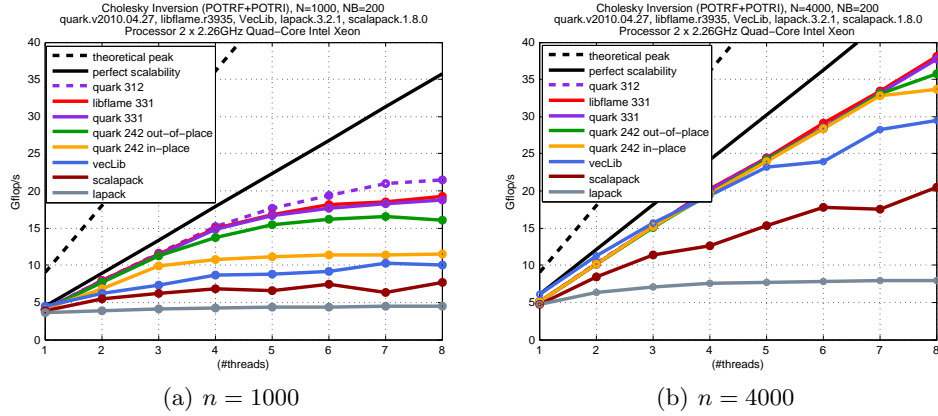 Cholesky Inversion (POTRF+POTRI), N=1000, NB=200
quark.v2010.04.27, libflame.r3935, VecLib, lapack.3.2.1, scalapack.1.8.0
Processor 2 x 2.26GHz Quad-Core Intel Xeon
40
35
30
25
20
15
10
5
0
Gflop/s
theoretical peak
perfect scalability
quark 312
libflame 331
quark 331
quark 242 out-of-place
quark 242 in-place
vecLib
scalapack
lapack
1 2 3 4 5 6 7 8
(#threads)
(a) n = 1000
Cholesky Inversion (POTRF+POTRI), N=4000, NB=200
quark.v2010.04.27, libflame.r3935, VecLib, lapack.3.2.1, scalapack.1.8.0
Processor 2 x 2.26GHz Quad-Core Intel Xeon
40
35
30
25
20
15
10
5
0
Gflop/s
theoretical peak
perfect scalability
quark 312
libflame 331
quark 331
quark 242 out-of-place
quark 242 in-place
vecLib
scalapack
lapack
1 2 3 4 5 6 7 8
(#threads)
(b) n = 4000